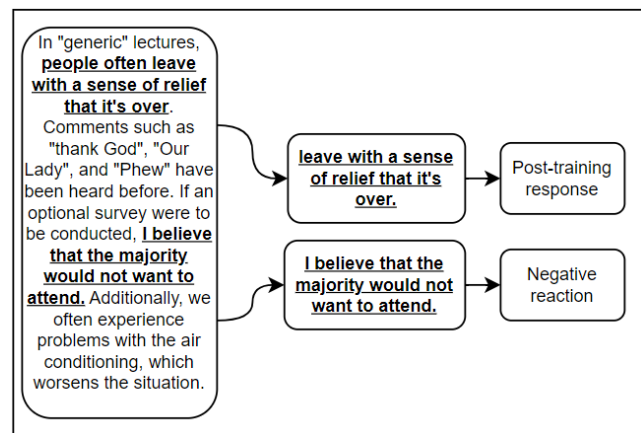 In "generic" lectures,
people often leave
with a sense of relief
that it's over.
Comments such as
"thank God", "Our
Lady", and "Phew" have
been heard before. If an
optional survey were to
be conducted, I believe
that the majority
would not want to
attend. Additionally, we
often experience
problems with the air
conditioning, which
worsens the situation.
leave with a sense
of relief that it's
over.
Post-training
response
I believe that the
majority would not
want to attend.
Negative
reaction